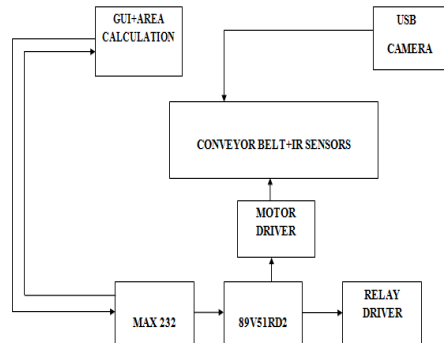 GUI+AREA
CALCULATION
USB
CAMERA
CONVEYOR BELT+IR SENSORS
MOTOR
DRIVER
MAX 232
89V51RD2
RELAY
DRIVER